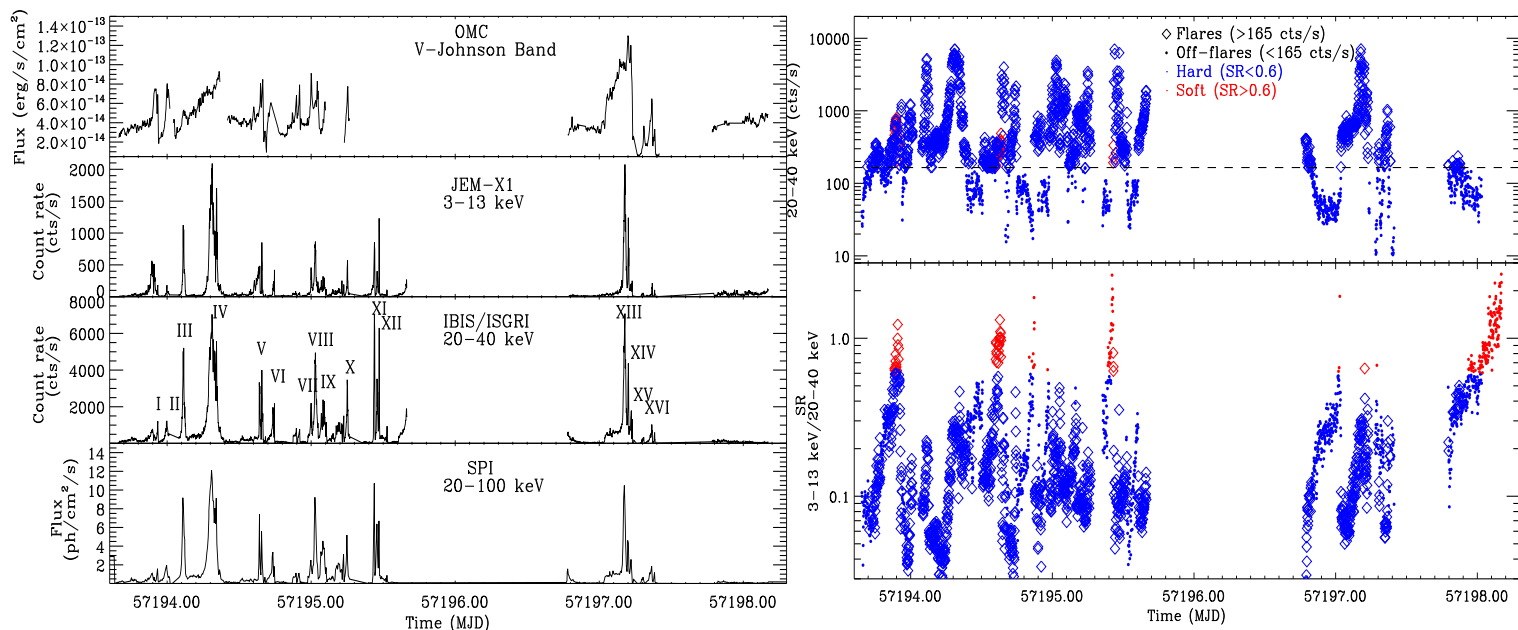 OMC
V-Johnson Band
Flux (erg/s/cm²)
1.4×10⁻¹³
1.2×10⁻¹³
1.0×10⁻¹³
8.0×10⁻¹⁴
6.0×10⁻¹⁴
4.0×10⁻¹⁴
2.0×10⁻¹⁴
JEM-X1
3-13 keV
Count rate
(cts/s)
2000
1500
1000
500
0
IBIS/ISGRI
20-40 keV
Count rate
(cts/s)
8000
6000
4000
2000
I
II
III
IV
V
VI
VII
VIII
IX
X
XI
XII
XIII
XIV
XV
XVI
SPI
20-100 keV
Flux
(ph/cm²/s)
14
12
10
8
6
4
2
57194.00
57195.00
57196.00
57197.00
57198.00
Time (MJD)
20-40 keV (cts/s)
10000
1000
100
10
Flares (>165 cts/s)
Off-flares (<165 cts/s)
Hard (SR<0.6)
Soft (SR>0.6)
SR
3-13 keV/20-40 keV
1.0
0.1
57194.00
57195.00
57196.00
57197.00
57198.00
Time (MJD)